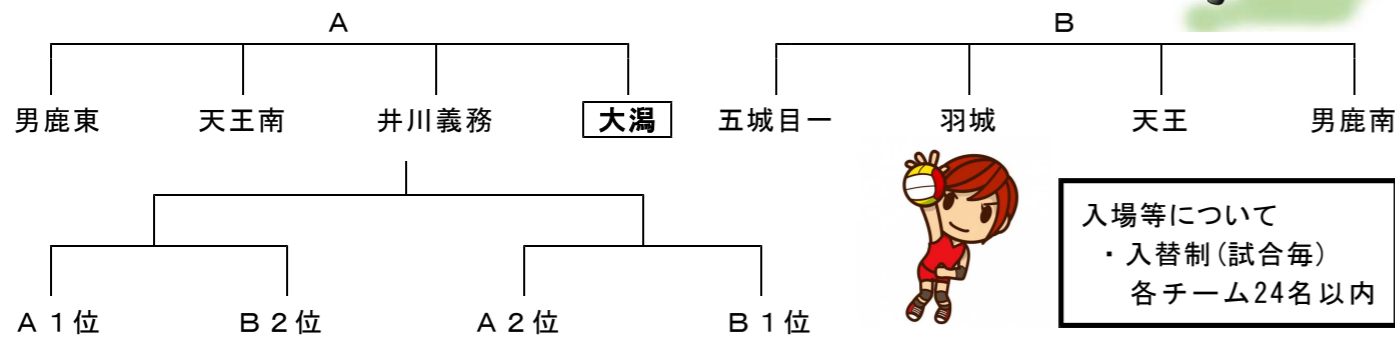 A
B
男鹿東 天王南 井川義務 大潟 五城目一 羽城 天王 男鹿南
A1位 B2位 A2位 B1位
入場等について
・入替制(試合毎)
各チーム24名以内